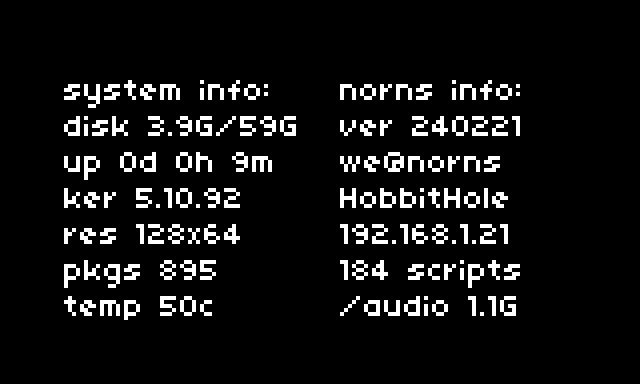 system info:
disk 3.9G/59G
up 0d 0h 9m
ker 5.10.92
res 128x64
pkgs 895
temp 50c
norns info:
ver 240221
we@norns
HobbitHole
192.168.1.21
184 scripts
/audio 1.1G